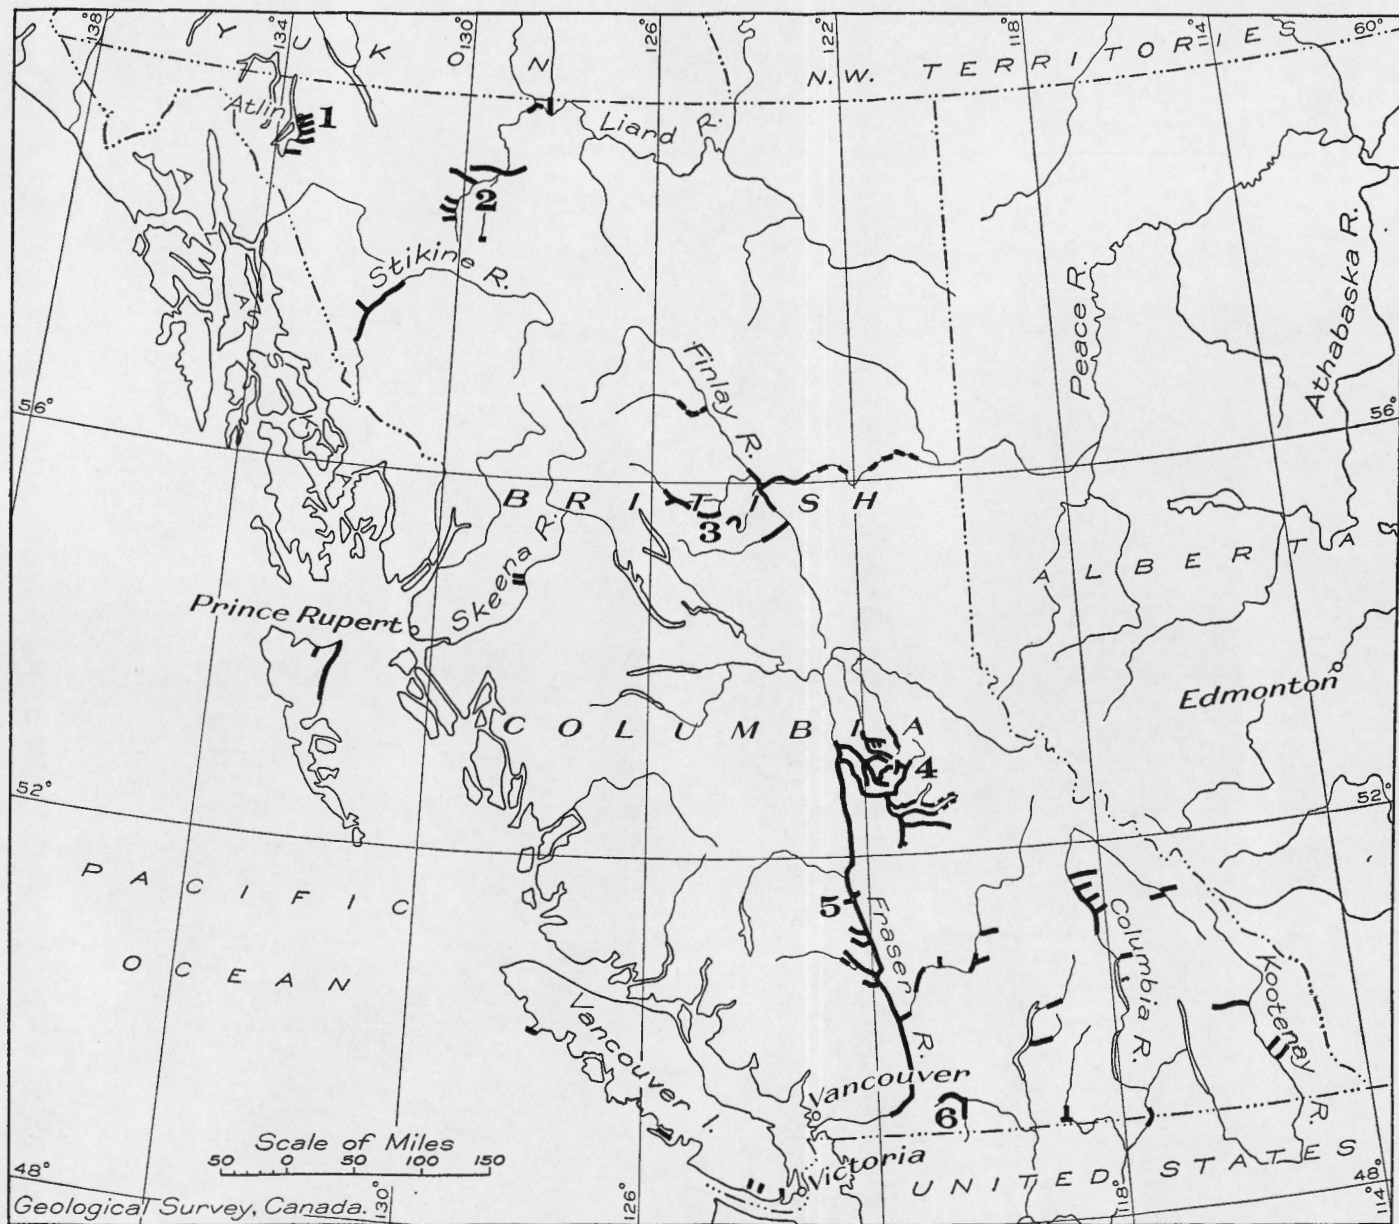 138°
134°
130°
126°
122°
118°
114°
60°
YUKON
N.W. TERRITORIES
Atlin
1
Liard R.
2
Stikine R.
ALASKA
Finlay R.
Peace R.
Athabaska R.
56°
56°
BRITISH
3
Skeena R.
ALBERTA
Prince Rupert
Edmonton
COLUMBIA
4
52°
52°
PACIFIC
OCEAN
5
Fraser R.
Columbia R.
Kootenay R.
Vancouver I.
Vancouver
6
Victoria
UNITED STATES
Scale of Miles
50 0 50 100 150
48°
48°
Geological Survey, Canada.
130°
126°
118°
114°